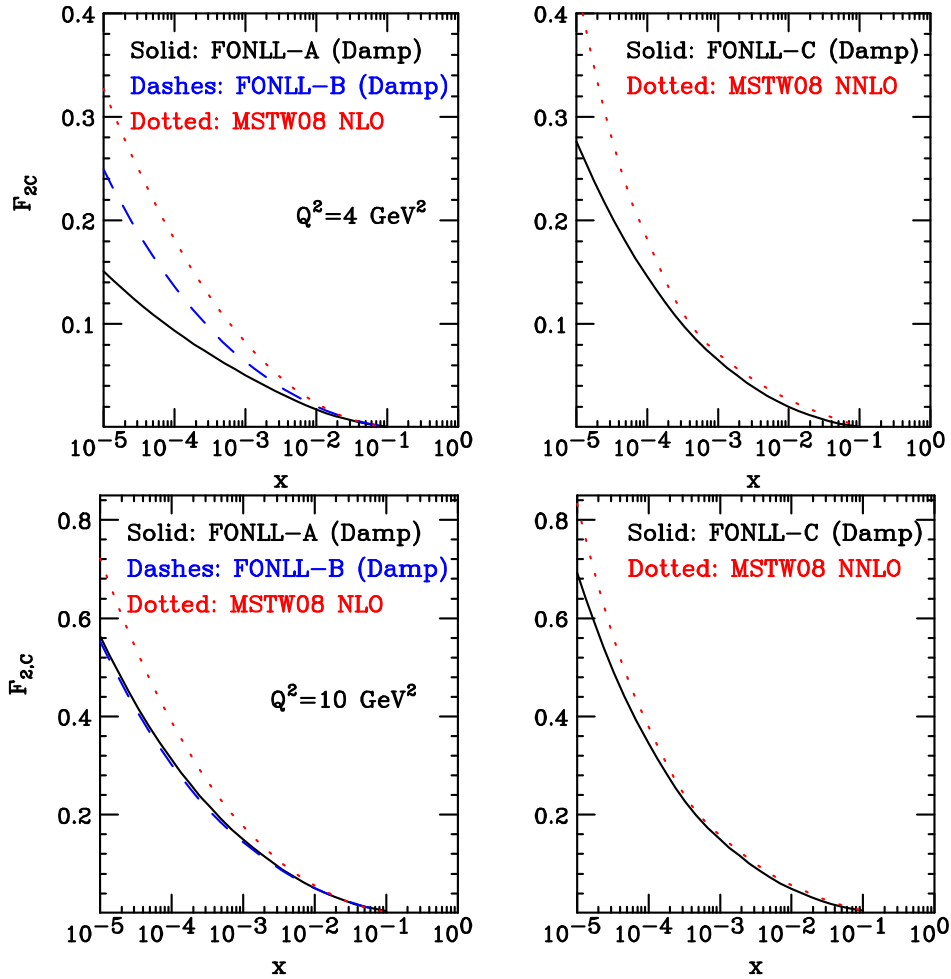 0.4
0.3
0.2
0.1
F2C
Solid: FONLL-A (Damp)
Dashes: FONLL-B (Damp)
Dotted: MSTW08 NLO
Q²=4 GeV²
10⁻⁵ 10⁻⁴ 10⁻³ 10⁻² 10⁻¹ 10⁰
x
0.4
0.3
0.2
0.1
Solid: FONLL-C (Damp)
Dotted: MSTW08 NNLO
10⁻⁵ 10⁻⁴ 10⁻³ 10⁻² 10⁻¹ 10⁰
x
0.8
0.6
0.4
0.2
F2,C
Solid: FONLL-A (Damp)
Dashes: FONLL-B (Damp)
Dotted: MSTW08 NLO
Q²=10 GeV²
10⁻⁵ 10⁻⁴ 10⁻³ 10⁻² 10⁻¹ 10⁰
x
0.8
0.6
0.4
0.2
Solid: FONLL-C (Damp)
Dotted: MSTW08 NNLO
10⁻⁵ 10⁻⁴ 10⁻³ 10⁻² 10⁻¹ 10⁰
x